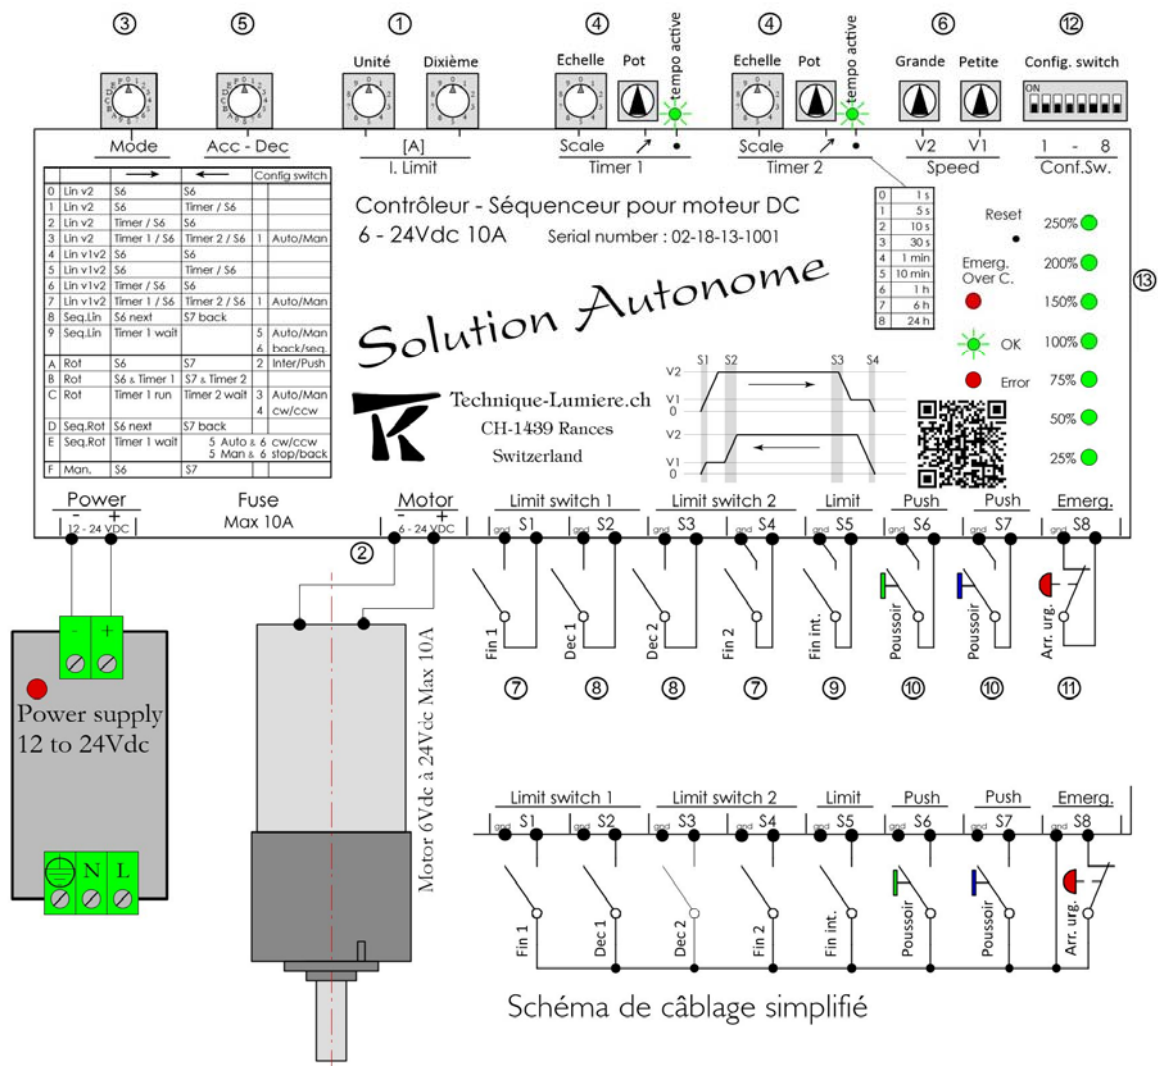 ③ ⑤ ① ④ ④ ⑥ ⑫
Unité Dixième Echelle Pot tempo active Echelle Pot tempo active Grande Petite Config. switch
ON
Mode Acc - Dec [A] Scale Scale V2 V1 1 - 8
I. Limit Timer 1 Timer 2 Speed Conf.Sw.
Config switch
0 Lin v2 S6 S6
1 Lin v2 S6 Timer / S6
2 Lin v2 Timer / S6 S6
3 Lin v2 Timer 1 / S6 Timer 2 / S6 1 Auto/Man
4 Lin v1v2 S6 S6
5 Lin v1v2 S6 Timer / S6
6 Lin v1v2 Timer / S6 S6
7 Lin v1v2 Timer 1 / S6 Timer 2 / S6 1 Auto/Man
8 Seq.Lin S6 next S7 back
9 Seq.Lin Timer 1 wait 5 Auto/Man
6 back/seq.
A Rot S6 S7 2 Inter/Push
B Rot S6 & Timer 1 S7 & Timer 2
C Rot Timer 1 run Timer 2 wait 3 Auto/Man
4 cw/ccw
D Seq.Rot S6 next S7 back
E Seq.Rot Timer 1 wait 5 Auto & 6 cw/ccw
5 Man & 6 stop/back
F Man. S6 S7
Contrôleur - Séquenceur pour moteur DC
6 - 24Vdc 10A Serial number : 02-18-13-1001
Solution Autonome
Technique-Lumiere.ch
CH-1439 Rances
Switzerland
0 1 s
1 5 s
2 10 s
3 30 s
4 1 min
5 10 min
6 1 h
7 6 h
8 24 h
S1 S2 S3 S4
V2
V1
0
V2
V1
0
Reset
Emerg.
Over C.
OK
Error
250%
200%
150%
100%
75%
50%
25%
⑬
Power Fuse Motor Limit switch 1 Limit switch 2 Limit Push Push Emerg.
- + Max 10A - + gnd S1 gnd S2 gnd S3 gnd S4 gnd S5 gnd S6 gnd S7 gnd S8
12 - 24 VDC 6 - 24 VDC
②
Fin 1 Dec 1 Dec 2 Fin 2 Fin int. Poussoir Poussoir Arr. urg.
⑦ ⑧ ⑧ ⑦ ⑨ ⑩ ⑩ ⑪
- +
Power supply
12 to 24Vdc
N L
Motor 6Vdc à 24Vdc Max 10A
Limit switch 1 Limit switch 2 Limit Push Push Emerg.
gnd S1 gnd S2 gnd S3 gnd S4 gnd S5 gnd S6 gnd S7 gnd S8
Fin 1 Dec 1 Dec 2 Fin 2 Fin int. Poussoir Poussoir Arr. urg.
Schéma de câblage simplifié